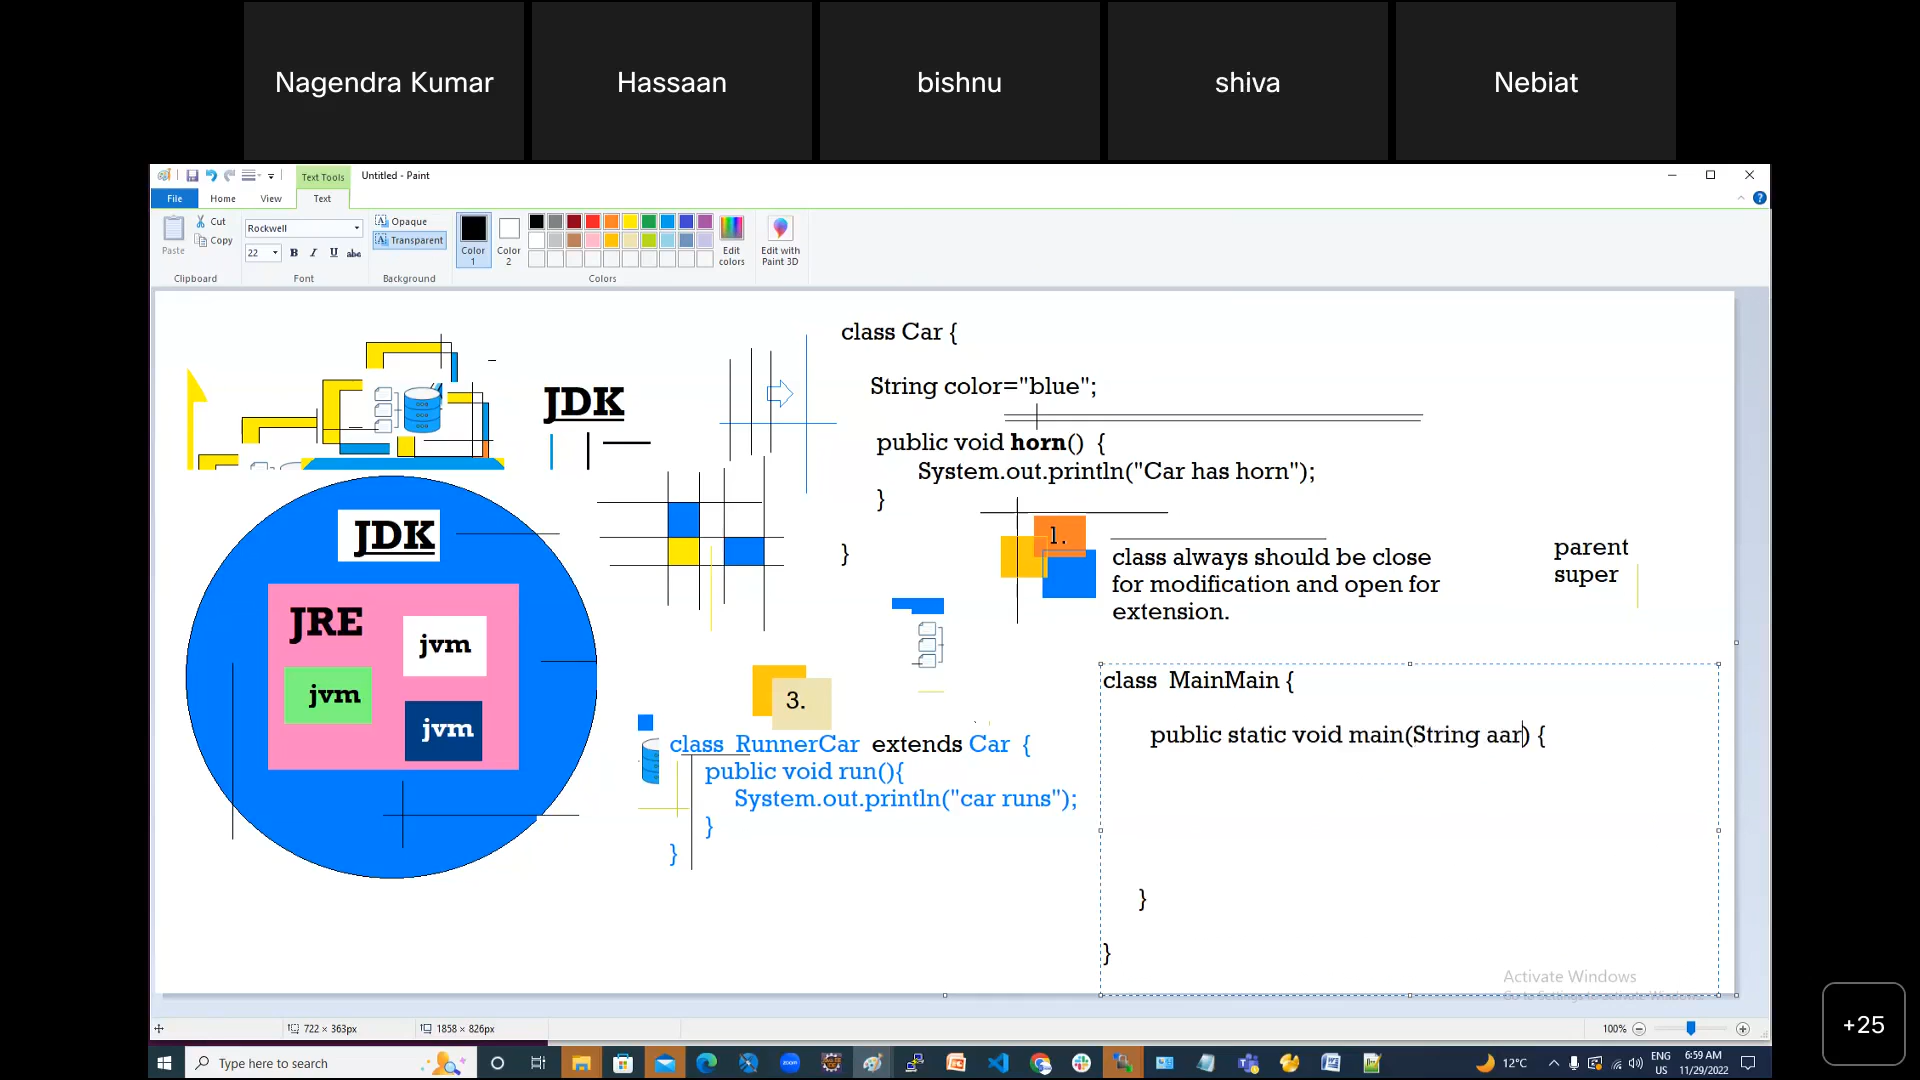 Nagendra Kumar
Hassaan
bishnu
shiva
Nebiat
Text Tools
Untitled - Paint
File
Home
View
Text
Paste
Cut
Copy
Clipboard
Rockwell
22
B I U abc
Font
Opaque
Transparent
Background
Color 1
Color 2
Edit colors
Colors
Edit with Paint 3D
class Car {
String color="blue";
public void horn() {
System.out.println("Car has horn");
}
}
JDK
JDK
JRE
jvm
jvm
jvm
1.
class always should be close
for modification and open for
extension.
parent
super
3.
class RunnerCar extends Car {
public void run(){
System.out.println("car runs");
}
}
class MainMain {
public static void main(String aar) {
}
}
Activate Windows
722 × 363px
1858 × 826px
100%
+25
Type here to search
zoom
12°C
ENG
US
6:59 AM
11/29/2022